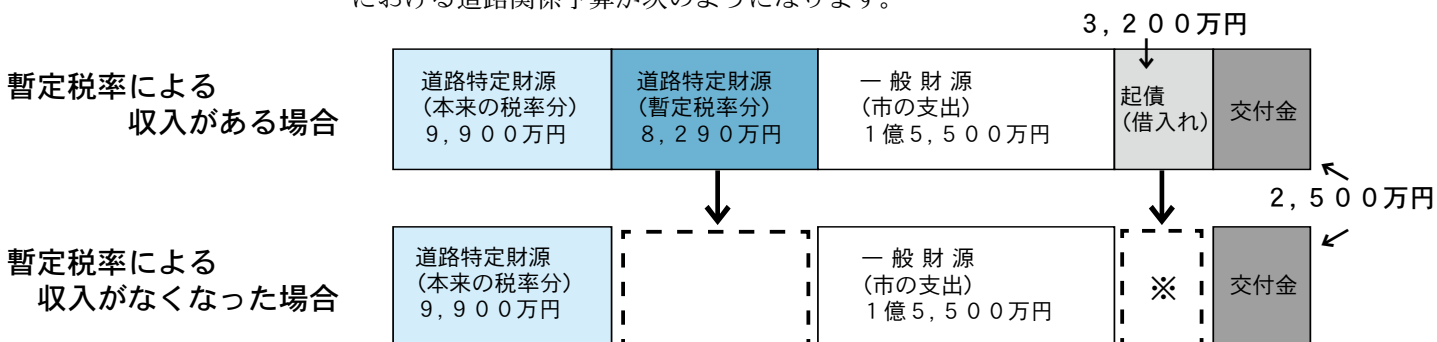 における道路関係予算が次のようになります。
３,２００万円
暫定税率による
収入がある場合
道路特定財源
(本来の税率分)
９,９００万円
道路特定財源
(暫定税率分)
８,２９０万円
一 般 財 源
(市の支出)
１億５,５００万円
起債
(借入れ)
交付金
２,５００万円
暫定税率による
収入がなくなった場合
道路特定財源
(本来の税率分)
９,９００万円
一 般 財 源
(市の支出)
１億５,５００万円
※
交付金